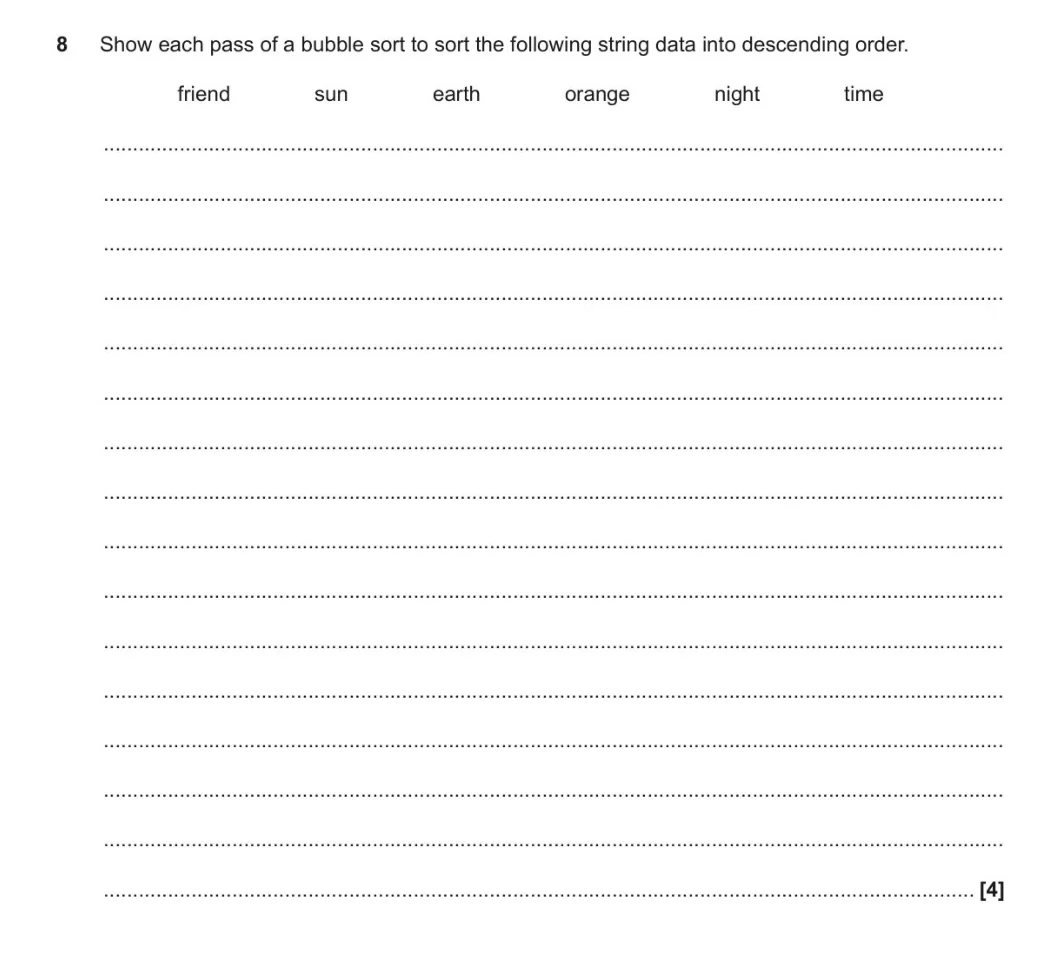 8 Show each pass of a bubble sort to sort the following string data into descending order.
friend sun earth orange night time
[4]